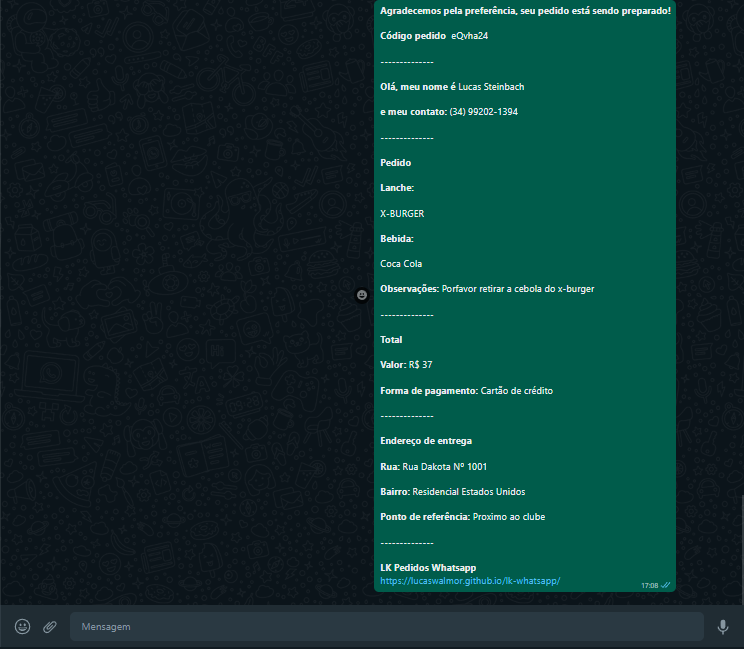 Agradecemos pela preferência, seu pedido está sendo preparado!
Código pedido eQvha24
--------------
Olá, meu nome é Lucas Steinbach
e meu contato: (34) 99202-1394
--------------
Pedido
Lanche:
X-BURGER
Bebida:
Coca Cola
Observações: Porfavor retirar a cebola do x-burger
--------------
Total
Valor: R$ 37
Forma de pagamento: Cartão de crédito
--------------
Endereço de entrega
Rua: Rua Dakota Nº 1001
Bairro: Residencial Estados Unidos
Ponto de referência: Proximo ao clube
--------------
LK Pedidos Whatsapp
https://lucaswalmor.github.io/lk-whatsapp/
17:08
Mensagem